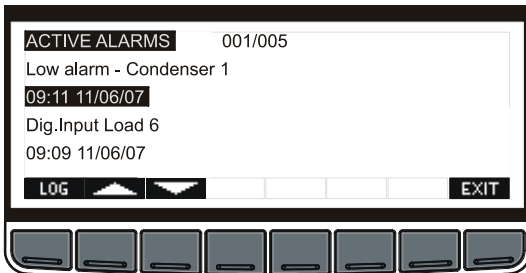 ACTIVE ALARMS 001/005
Low alarm - Condenser 1
09:11 11/06/07
Dig.Input Load 6
09:09 11/06/07
LOG EXIT